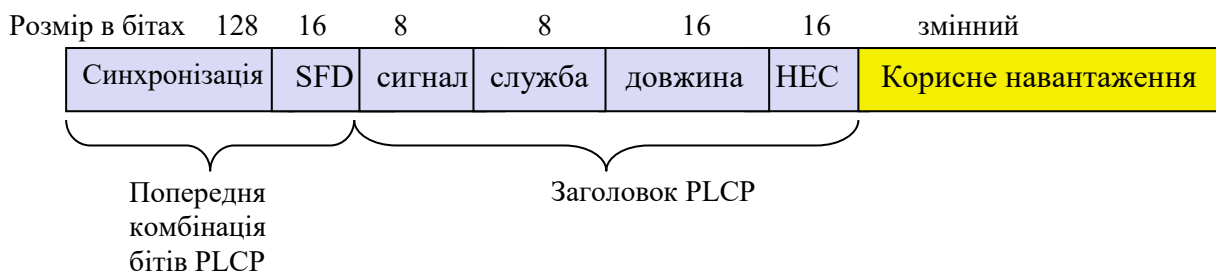 Розмір в бітах 128 16 8 8 16 16 змінний
Синхронізація SFD сигнал служба довжина HEC Корисне навантаження
Попередня
комбінація
бітів PLCP
Заголовок PLCP